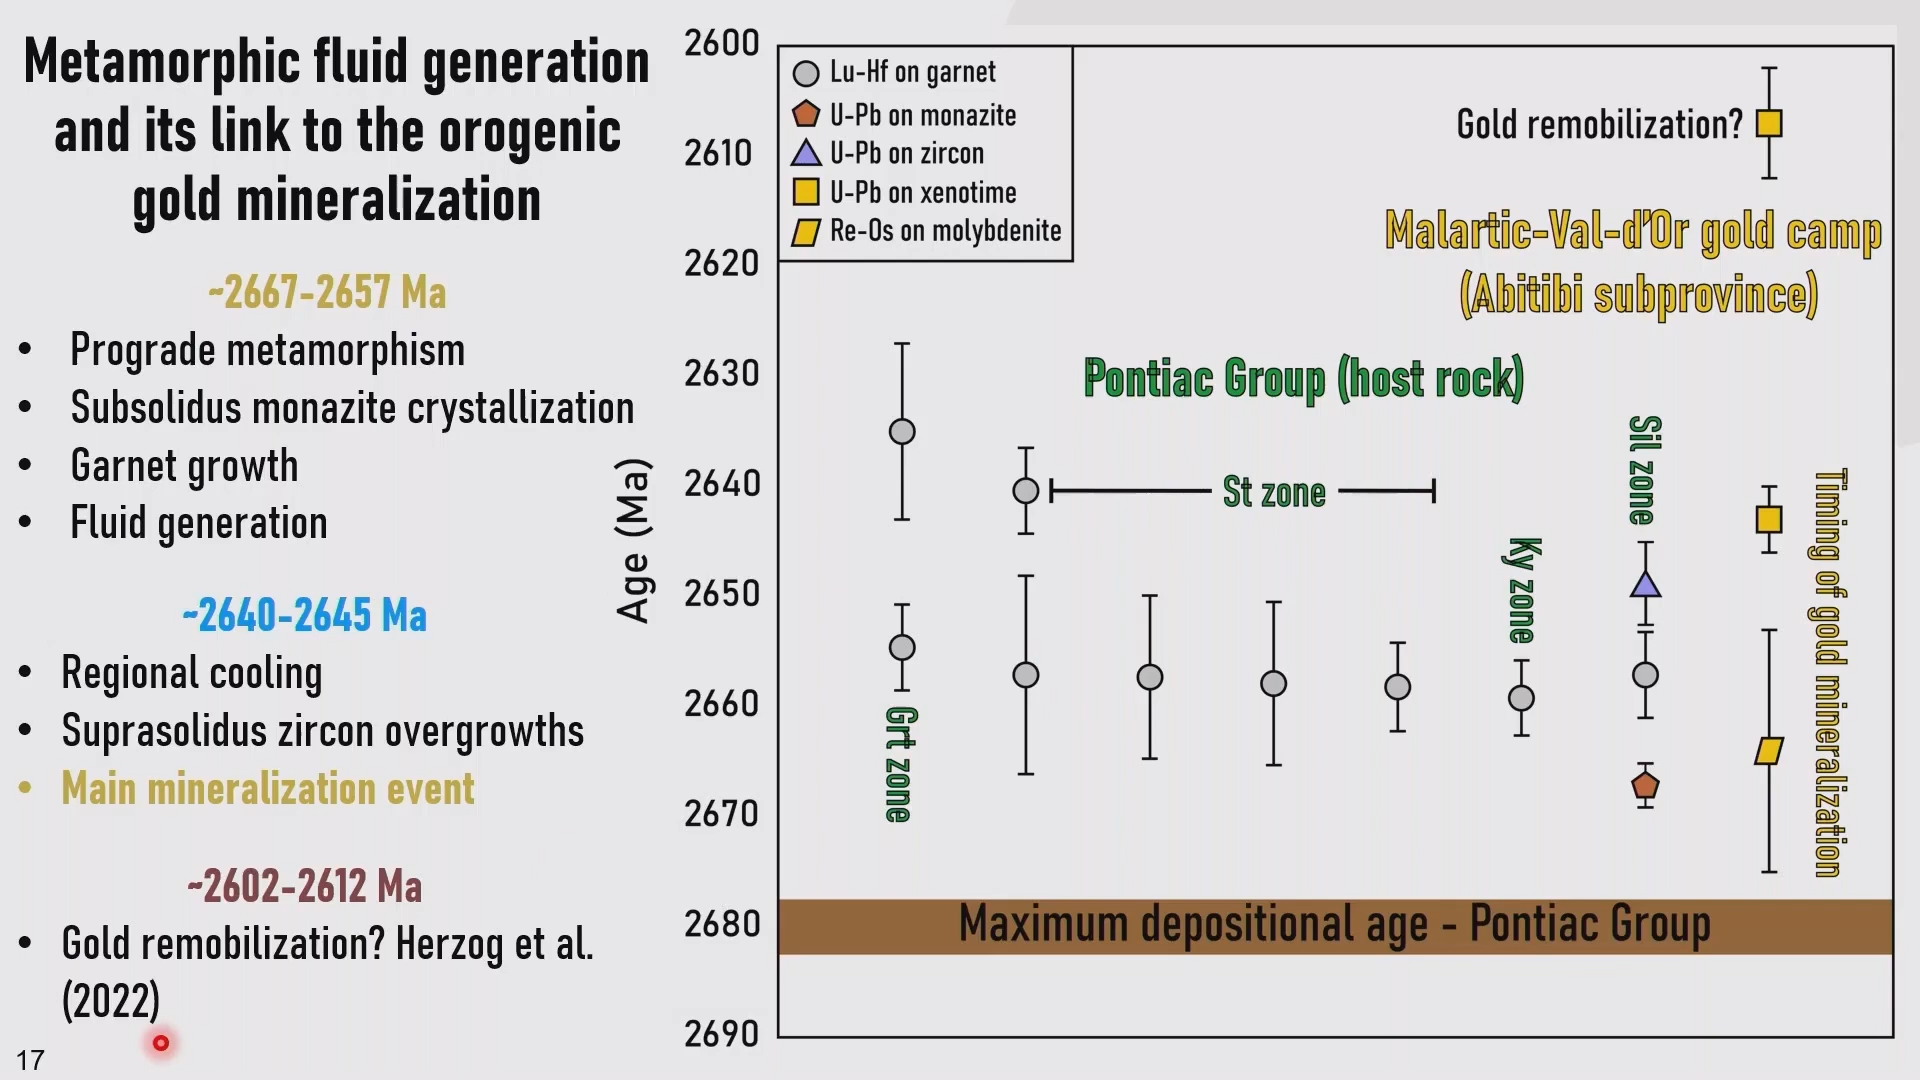 Metamorphic fluid generation
and its link to the orogenic
gold mineralization
~2667-2657 Ma
• Prograde metamorphism
• Subsolidus monazite crystallization
• Garnet growth
• Fluid generation
~2640-2645 Ma
• Regional cooling
• Suprasolidus zircon overgrowths
• Main mineralization event
~2602-2612 Ma
• Gold remobilization? Herzog et al.
(2022)
17
Age (Ma)
2600
2610
2620
2630
2640
2650
2660
2670
2680
2690
Lu-Hf on garnet
U-Pb on monazite
U-Pb on zircon
U-Pb on xenotime
Re-Os on molybdenite
Gold remobilization?
Malartic-Val-d'Or gold camp
(Abitibi subprovince)
Pontiac Group (host rock)
St zone
Grt zone
Ky zone
Sil zone
Timing of gold mineralization
Maximum depositional age - Pontiac Group